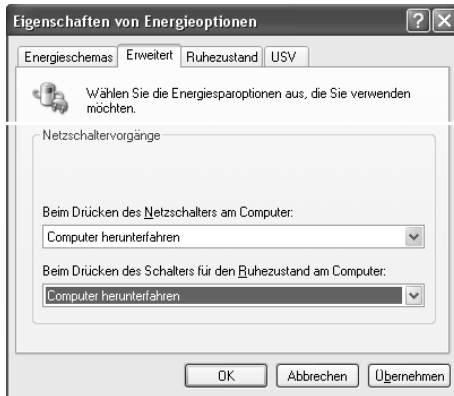 Eigenschaften von Energieoptionen
Energieschemas Erweitert Ruhezustand USV
Wählen Sie die Energiesparoptionen aus, die Sie verwenden
möchten.
Netzschaltervorgänge
Beim Drücken des Netzschalters am Computer:
Computer herunterfahren
Beim Drücken des Schalters für den Ruhezustand am Computer:
Computer herunterfahren
OK Abbrechen Übernehmen